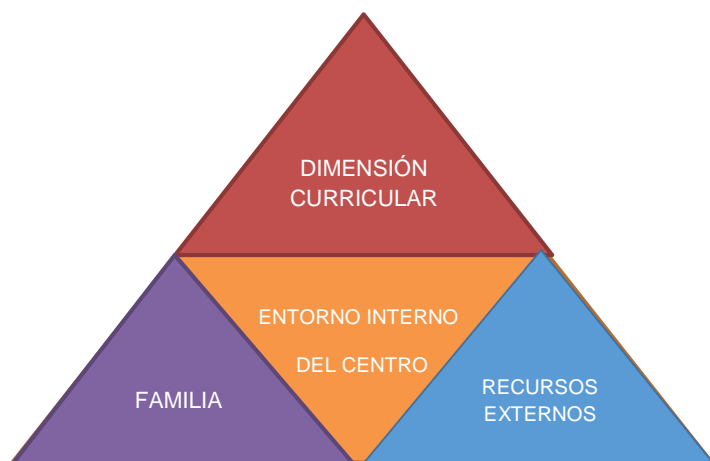 DIMENSIÓN
CURRICULAR
ENTORNO INTERNO
DEL CENTRO
FAMILIA
RECURSOS
EXTERNOS